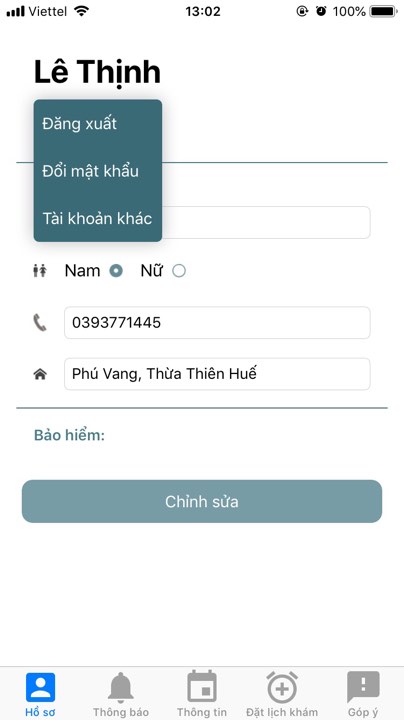 Viettel 13:02 100%
Lê Thịnh
Đăng xuất
Đổi mật khẩu
Tài khoản khác
Nam Nữ
0393771445
Phú Vang, Thừa Thiên Huế
Bảo hiểm:
Chỉnh sửa
Hồ sơ Thông báo Thông tin Đặt lịch khám Góp ý